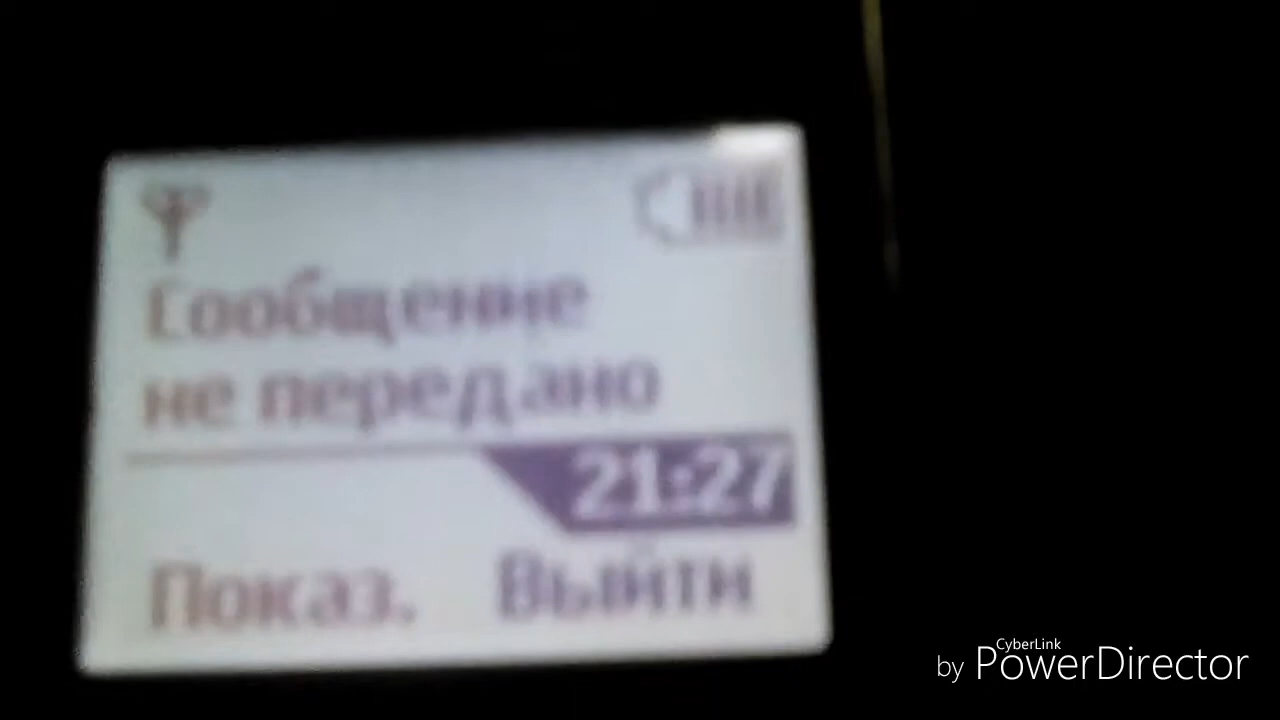 Сообщение
не передано
21:27
Показ. Выйти
CyberLink
by PowerDirector